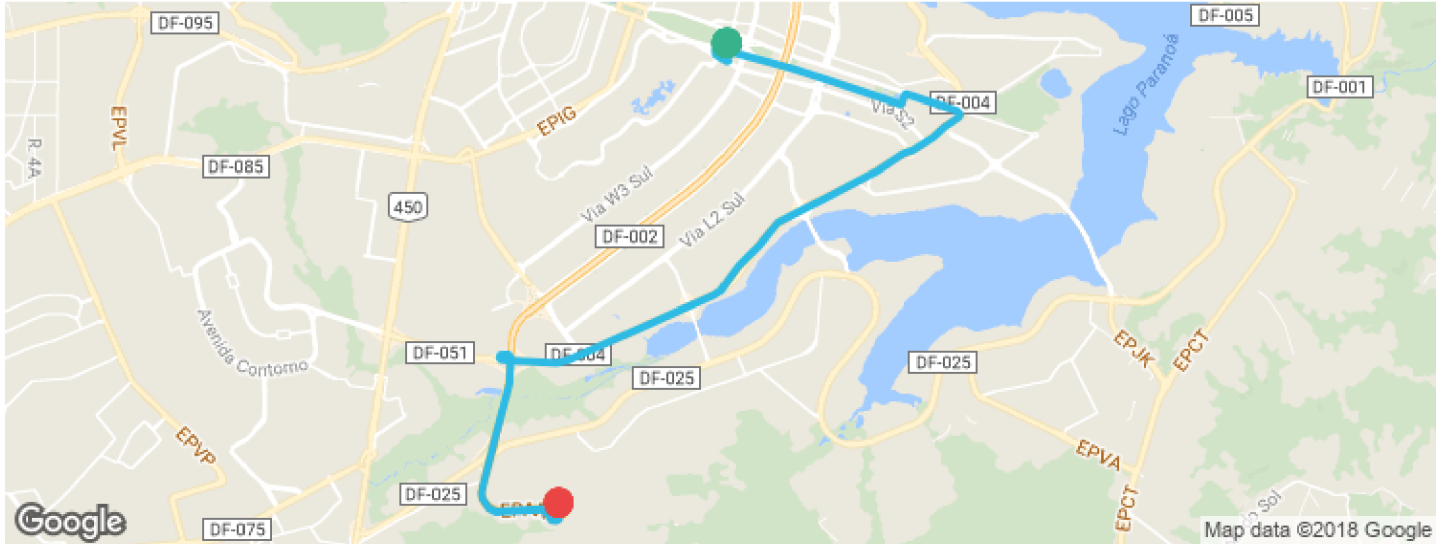 DF-095
DF-005
Lago Paranoá
DF-001
EPVL
EPIG
Via S2
DF-004
R. 4A
DF-085
450
Via W3 Sul
DF-002
Via L2 Sul
Avenida Contorno
DF-051
DF-004
DF-025
DF-025
EPJK
EPCT
EPVP
EPVA
DF-025
EPCT
DF-075
Sol
Google
Map data ©2018 Google